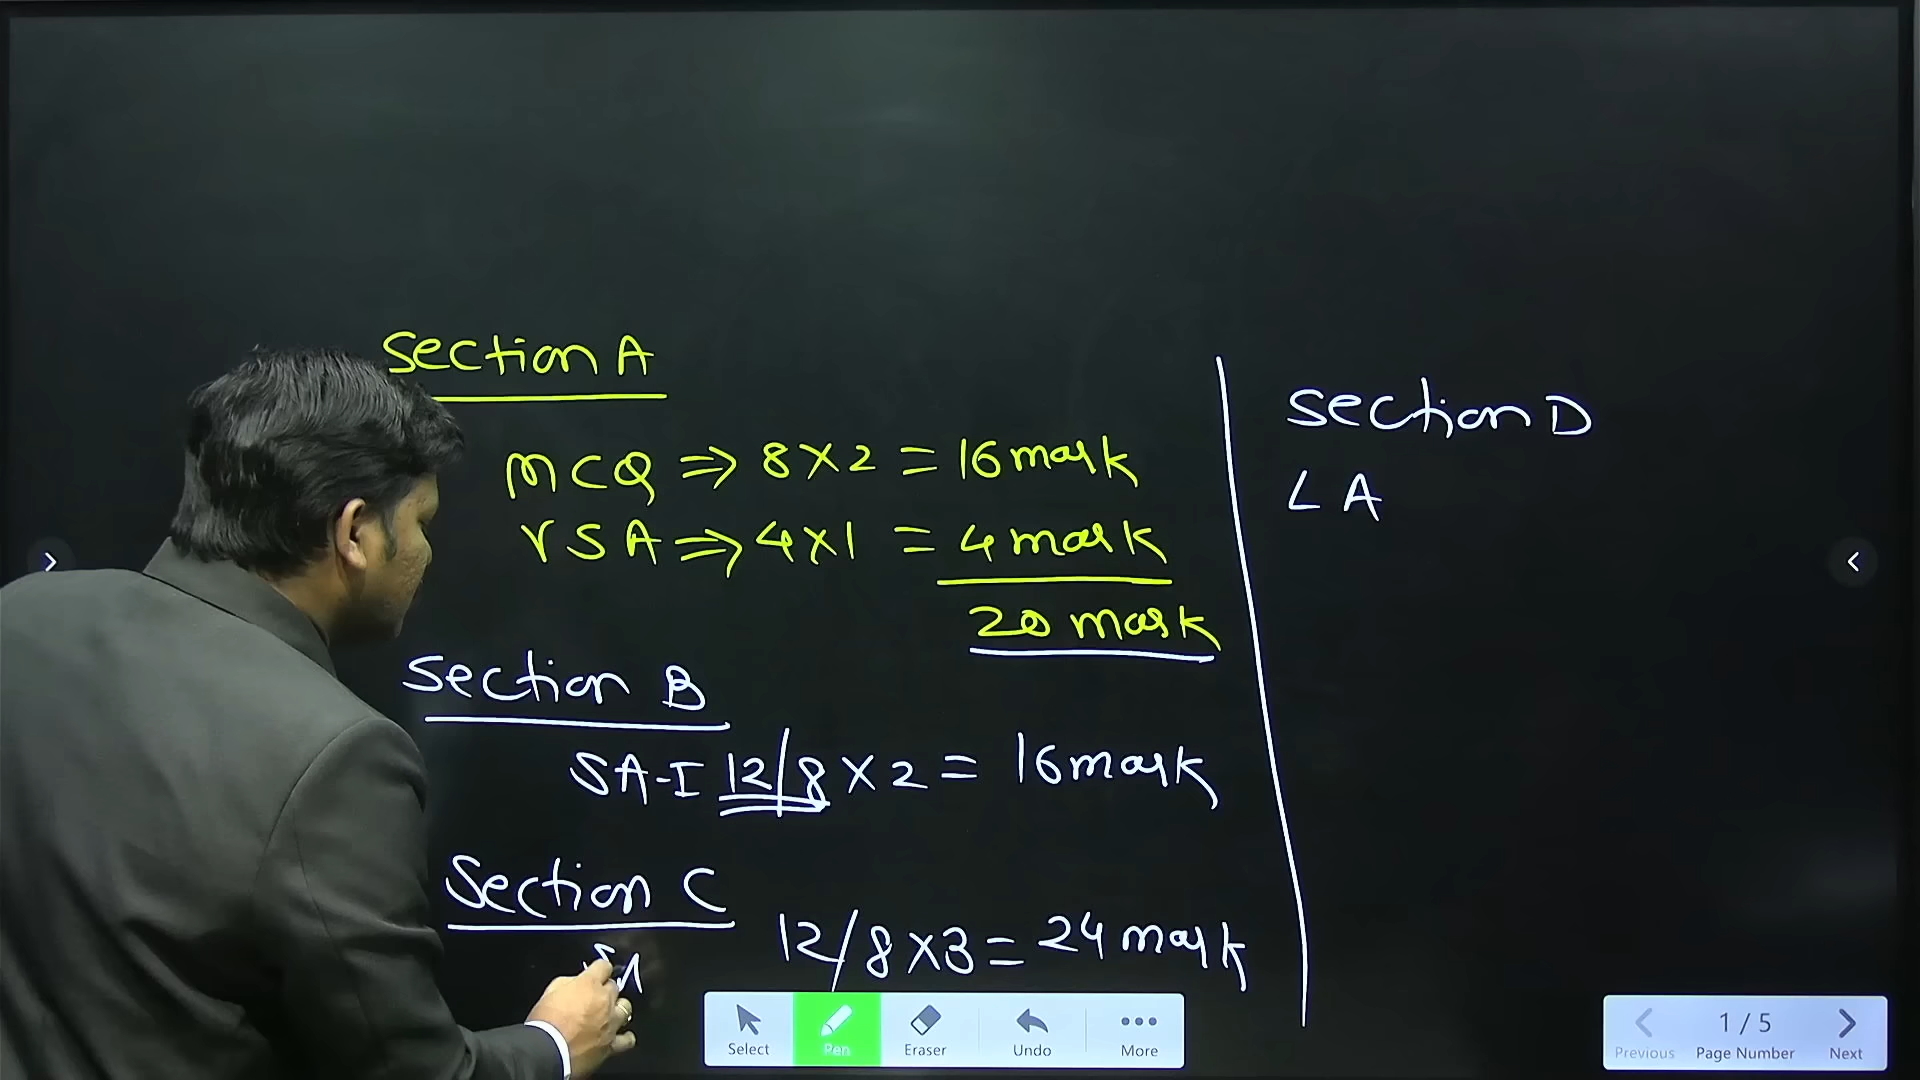 Section A
MCQ ⇒ 8×2 = 16 mark
VSA ⇒ 4×1 = 4 mark
20 mark
Section B
SA-I 12/8 × 2 = 16 mark
Section C
12/8 ×3 = 24 mark
SA
Section D
LA
Select
Pen
Eraser
Undo
More
1 / 5
Previous
Page Number
Next